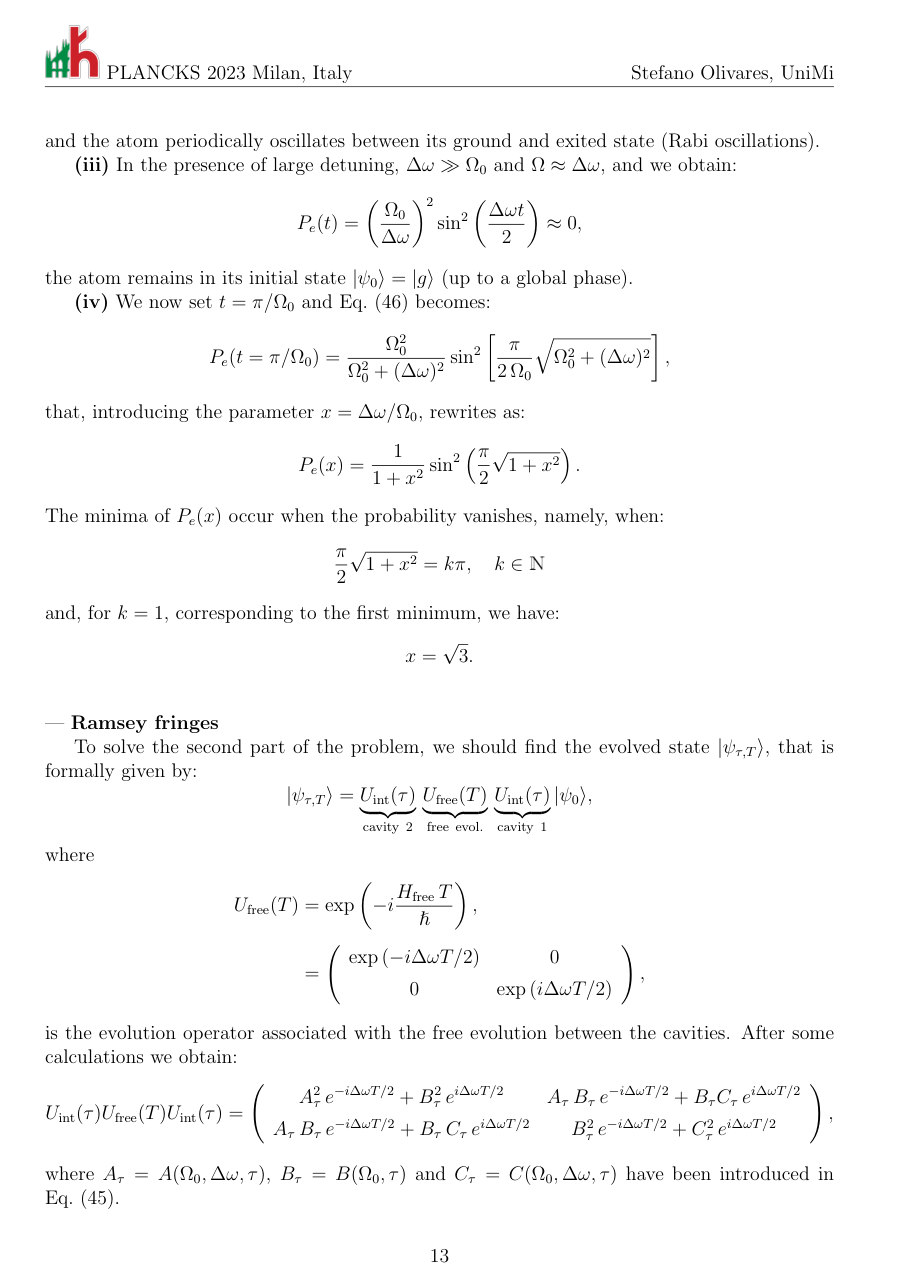 PLANCKS 2023 Milan, Italy Stefano Olivares, UniMi
and the atom periodically oscillates between its ground and exited state (Rabi oscillations).
(iii) In the presence of large detuning, Δω ≫ Ω₀ and Ω ≈ Δω, and we obtain:
P_e(t) = (Ω₀/Δω)² sin² (Δωt/2) ≈ 0,
the atom remains in its initial state |ψ₀⟩ = |g⟩ (up to a global phase).
(iv) We now set t = π/Ω₀ and Eq. (46) becomes:
P_e(t = π/Ω₀) = Ω₀²/(Ω₀² + (Δω)²) sin² [π/(2 Ω₀) √(Ω₀² + (Δω)²)],
that, introducing the parameter x = Δω/Ω₀, rewrites as:
P_e(x) = 1/(1 + x²) sin² (π/2 √(1 + x²)).
The minima of P_e(x) occur when the probability vanishes, namely, when:
π/2 √(1 + x²) = kπ, k ∈ ℕ
and, for k = 1, corresponding to the first minimum, we have:
x = √3.
— Ramsey fringes
To solve the second part of the problem, we should find the evolved state |ψ_τ,T⟩, that is
formally given by:
|ψ_τ,T⟩ = U_int(τ) U_free(T) U_int(τ) |ψ₀⟩,
cavity 2 free evol. cavity 1
where
U_free(T) = exp (−i H_free T/ħ),
= ( exp (−iΔωT/2) 0
0 exp (iΔωT/2) ),
is the evolution operator associated with the free evolution between the cavities. After some
calculations we obtain:
U_int(τ)U_free(T)U_int(τ) = ( A_τ² e^{−iΔωT/2} + B_τ² e^{iΔωT/2} A_τ B_τ e^{−iΔωT/2} + B_τ C_τ e^{iΔωT/2}
A_τ B_τ e^{−iΔωT/2} + B_τ C_τ e^{iΔωT/2} B_τ² e^{−iΔωT/2} + C_τ² e^{iΔωT/2} ),
where A_τ = A(Ω₀, Δω, τ), B_τ = B(Ω₀, τ) and C_τ = C(Ω₀, Δω, τ) have been introduced in
Eq. (45).
13